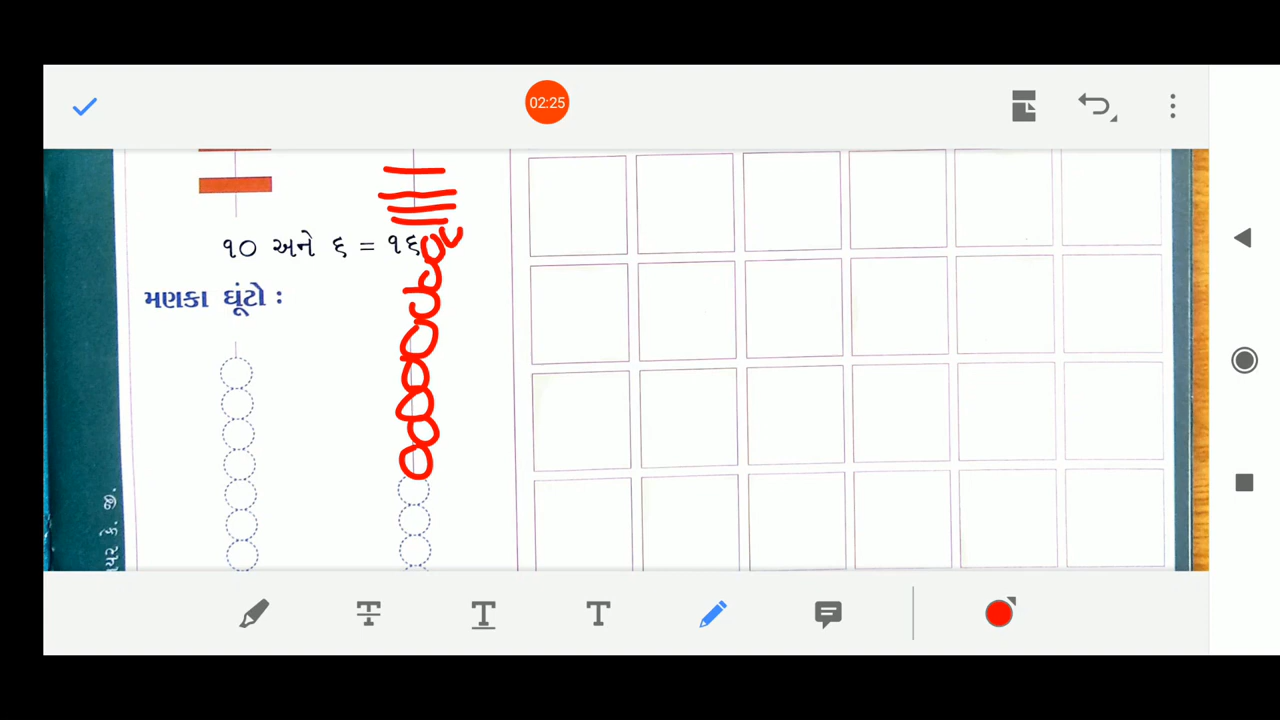 02:25
૧૦ અને ૬ = ૧૬
મણકા ઘૂંટો :
કે. જી.
T T T